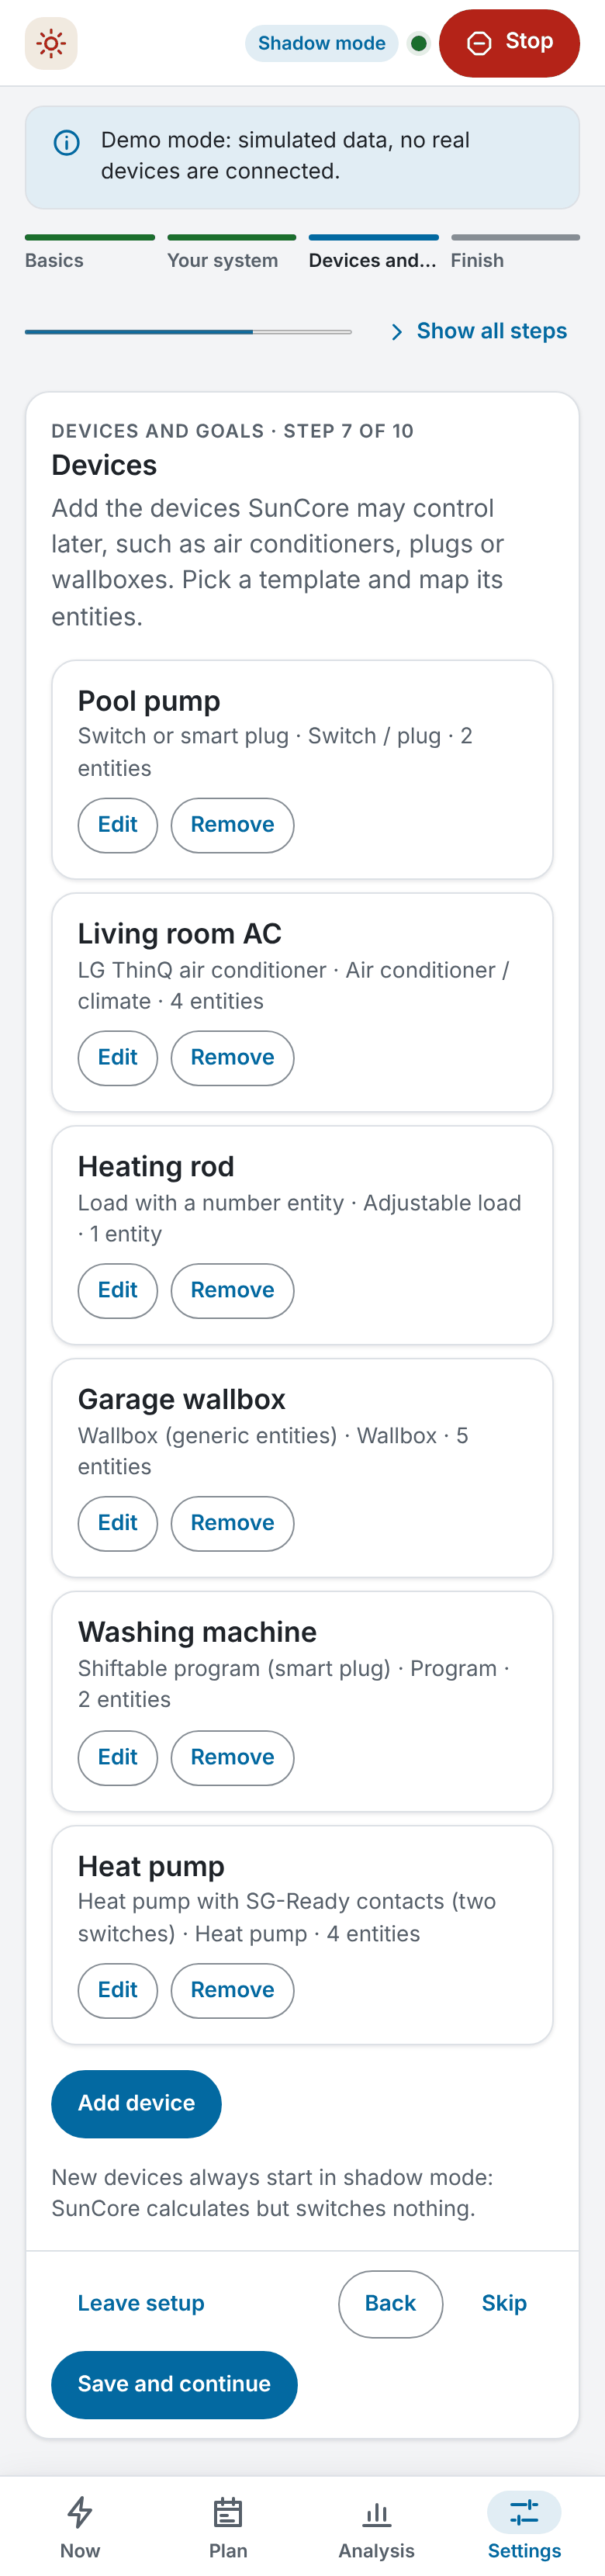 Shadow mode
Stop
Demo mode: simulated data, no real
devices are connected.
Basics
Your system
Devices and...
Finish
Show all steps
DEVICES AND GOALS · STEP 7 OF 10
Devices
Add the devices SunCore may control
later, such as air conditioners, plugs or
wallboxes. Pick a template and map its
entities.
Pool pump
Switch or smart plug · Switch / plug · 2
entities
Edit
Remove
Living room AC
LG ThinQ air conditioner · Air conditioner /
climate · 4 entities
Edit
Remove
Heating rod
Load with a number entity · Adjustable load
· 1 entity
Edit
Remove
Garage wallbox
Wallbox (generic entities) · Wallbox · 5
entities
Edit
Remove
Washing machine
Shiftable program (smart plug) · Program ·
2 entities
Edit
Remove
Heat pump
Heat pump with SG-Ready contacts (two
switches) · Heat pump · 4 entities
Edit
Remove
Add device
New devices always start in shadow mode:
SunCore calculates but switches nothing.
Leave setup
Back
Skip
Save and continue
Now
Plan
Analysis
Settings